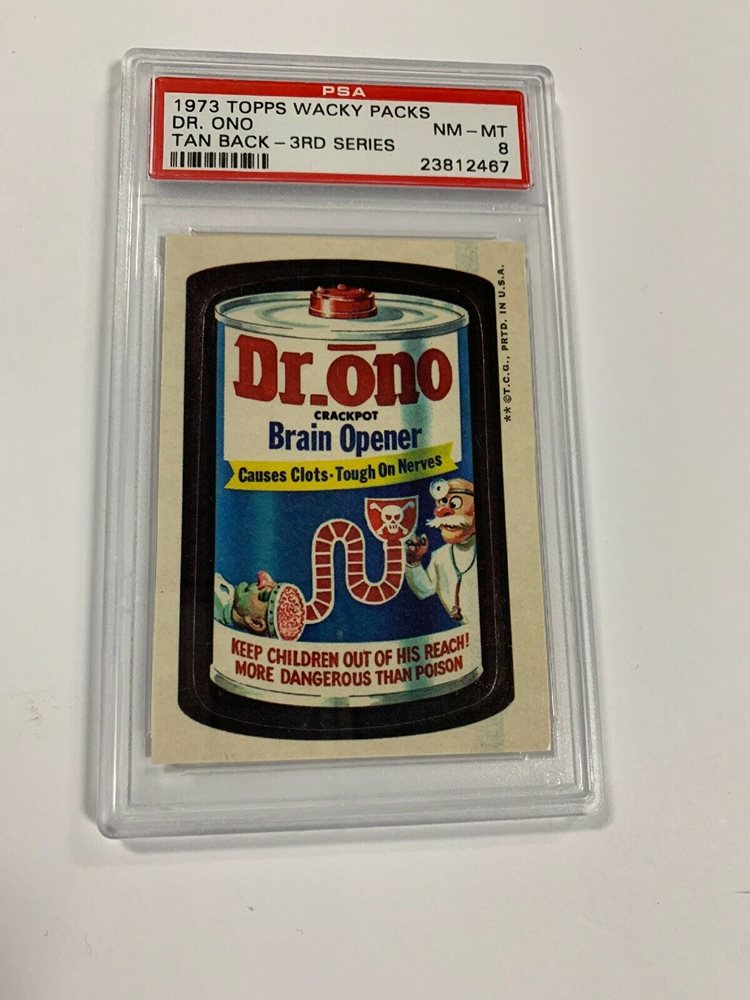 PSA
1973 TOPPS WACKY PACKS
DR. ONO NM – MT
TAN BACK – 3RD SERIES 8
23812467
** ©T.C.G., PRTD. IN U.S.A.
Dr. ōno
CRACKPOT
Brain Opener
Causes Clots • Tough On Nerves
KEEP CHILDREN OUT OF HIS REACH!
MORE DANGEROUS THAN POISON